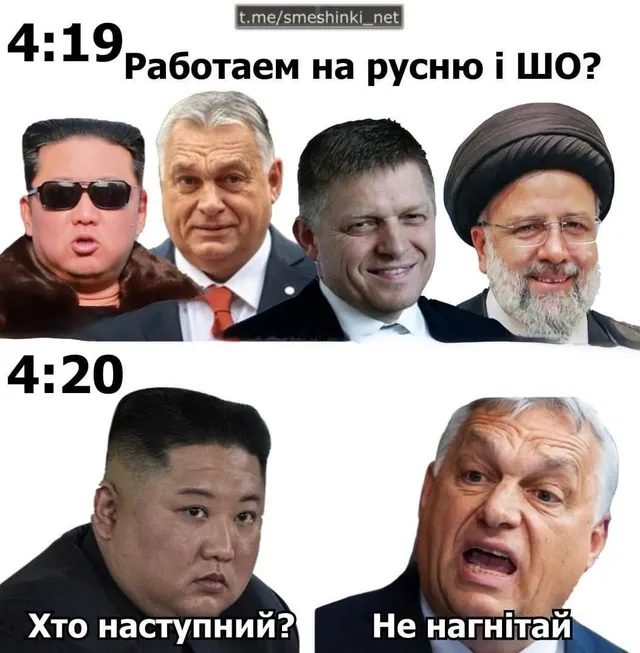 t.me/smeshinki_net
4:19
Работаем на русню і ШО?
4:20
Хто наступний?
Не нагнітай